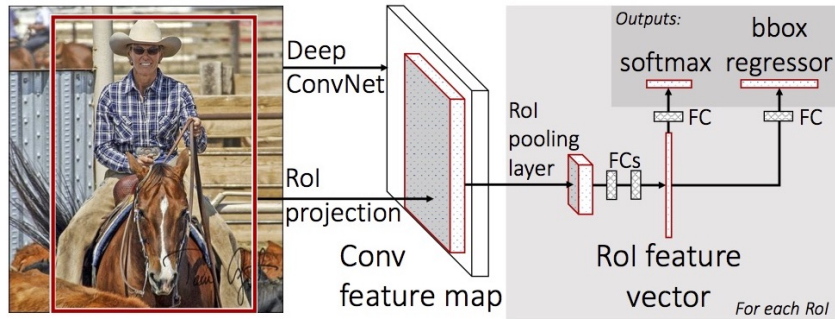 Deep
ConvNet
RoI
projection
Conv
feature map
RoI
pooling
layer
FCs
RoI feature
vector
Outputs:
softmax
bbox
regressor
FC
FC
For each RoI